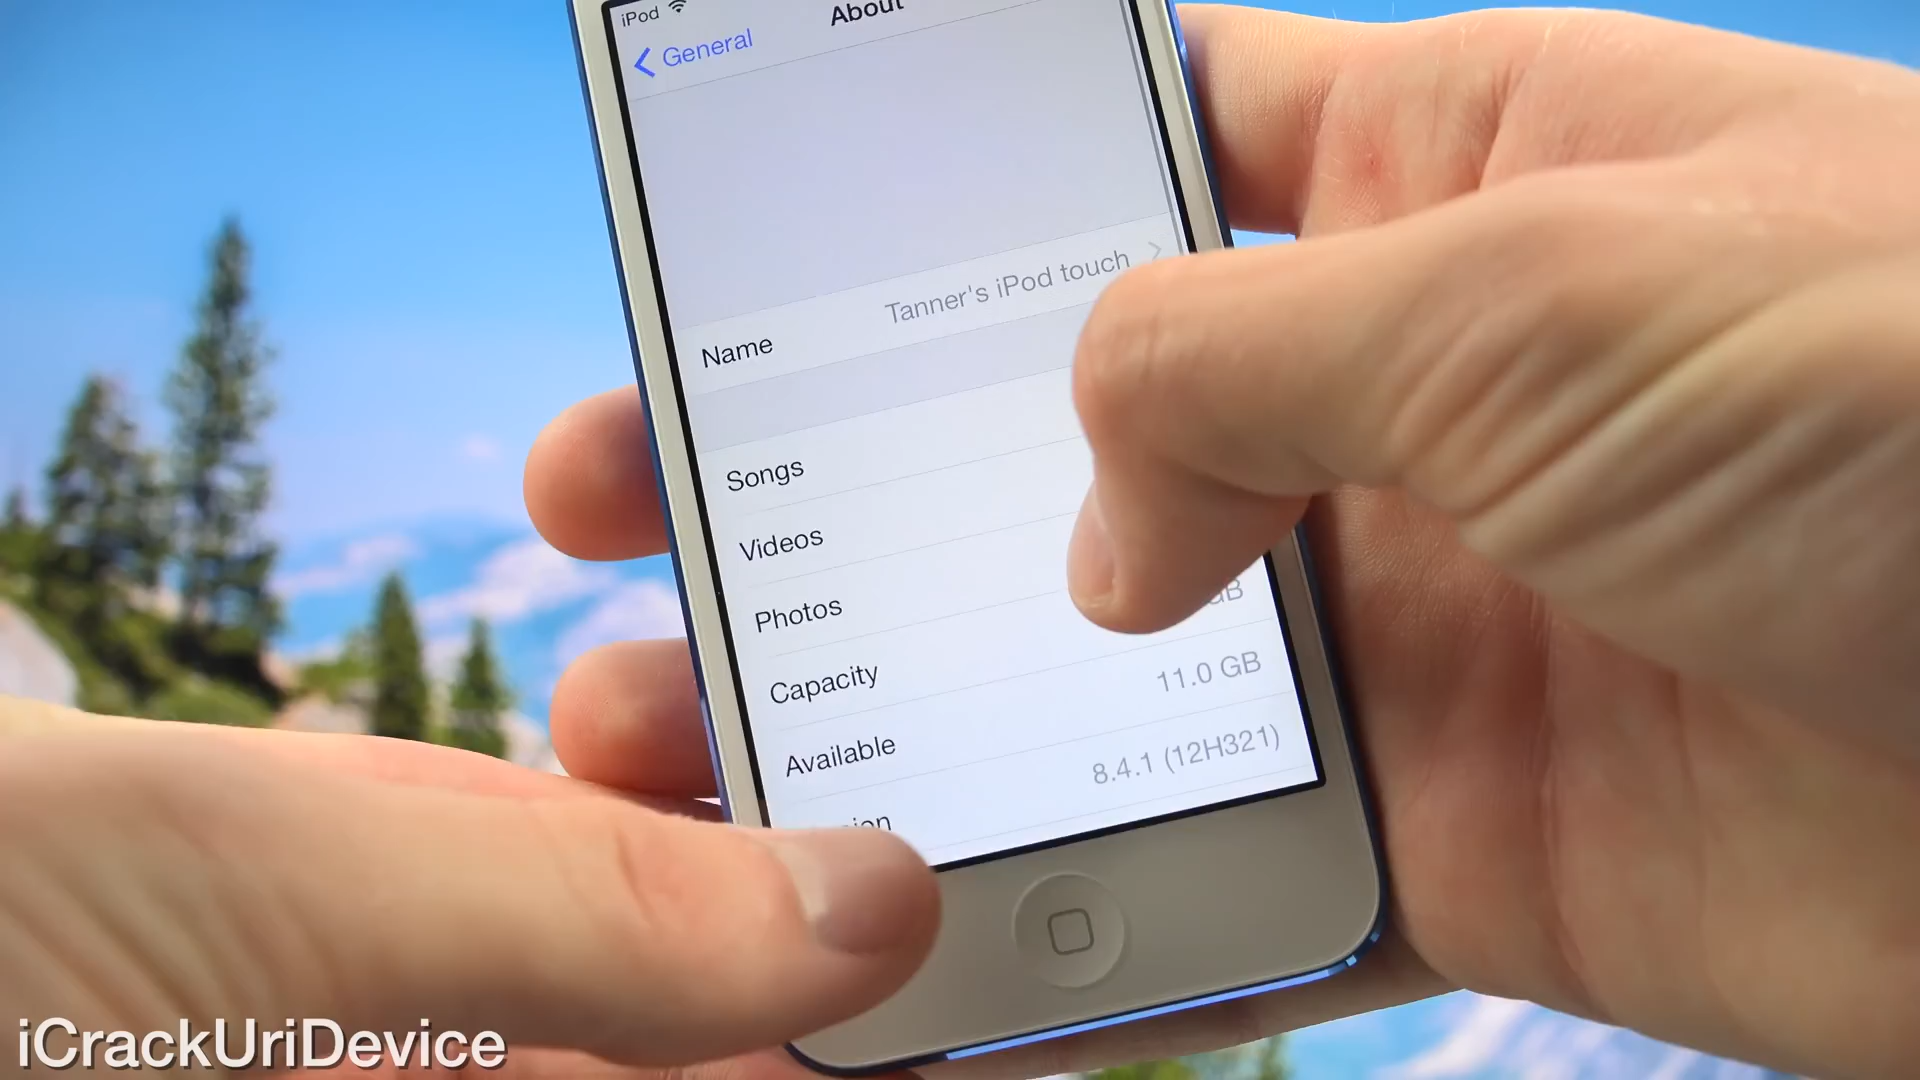 iPod
About
General
Tanner's iPod touch
Name
Songs
Videos
Photos
GB
Capacity
11.0 GB
Available
8.4.1 (12H321)
iCrackUriDevice